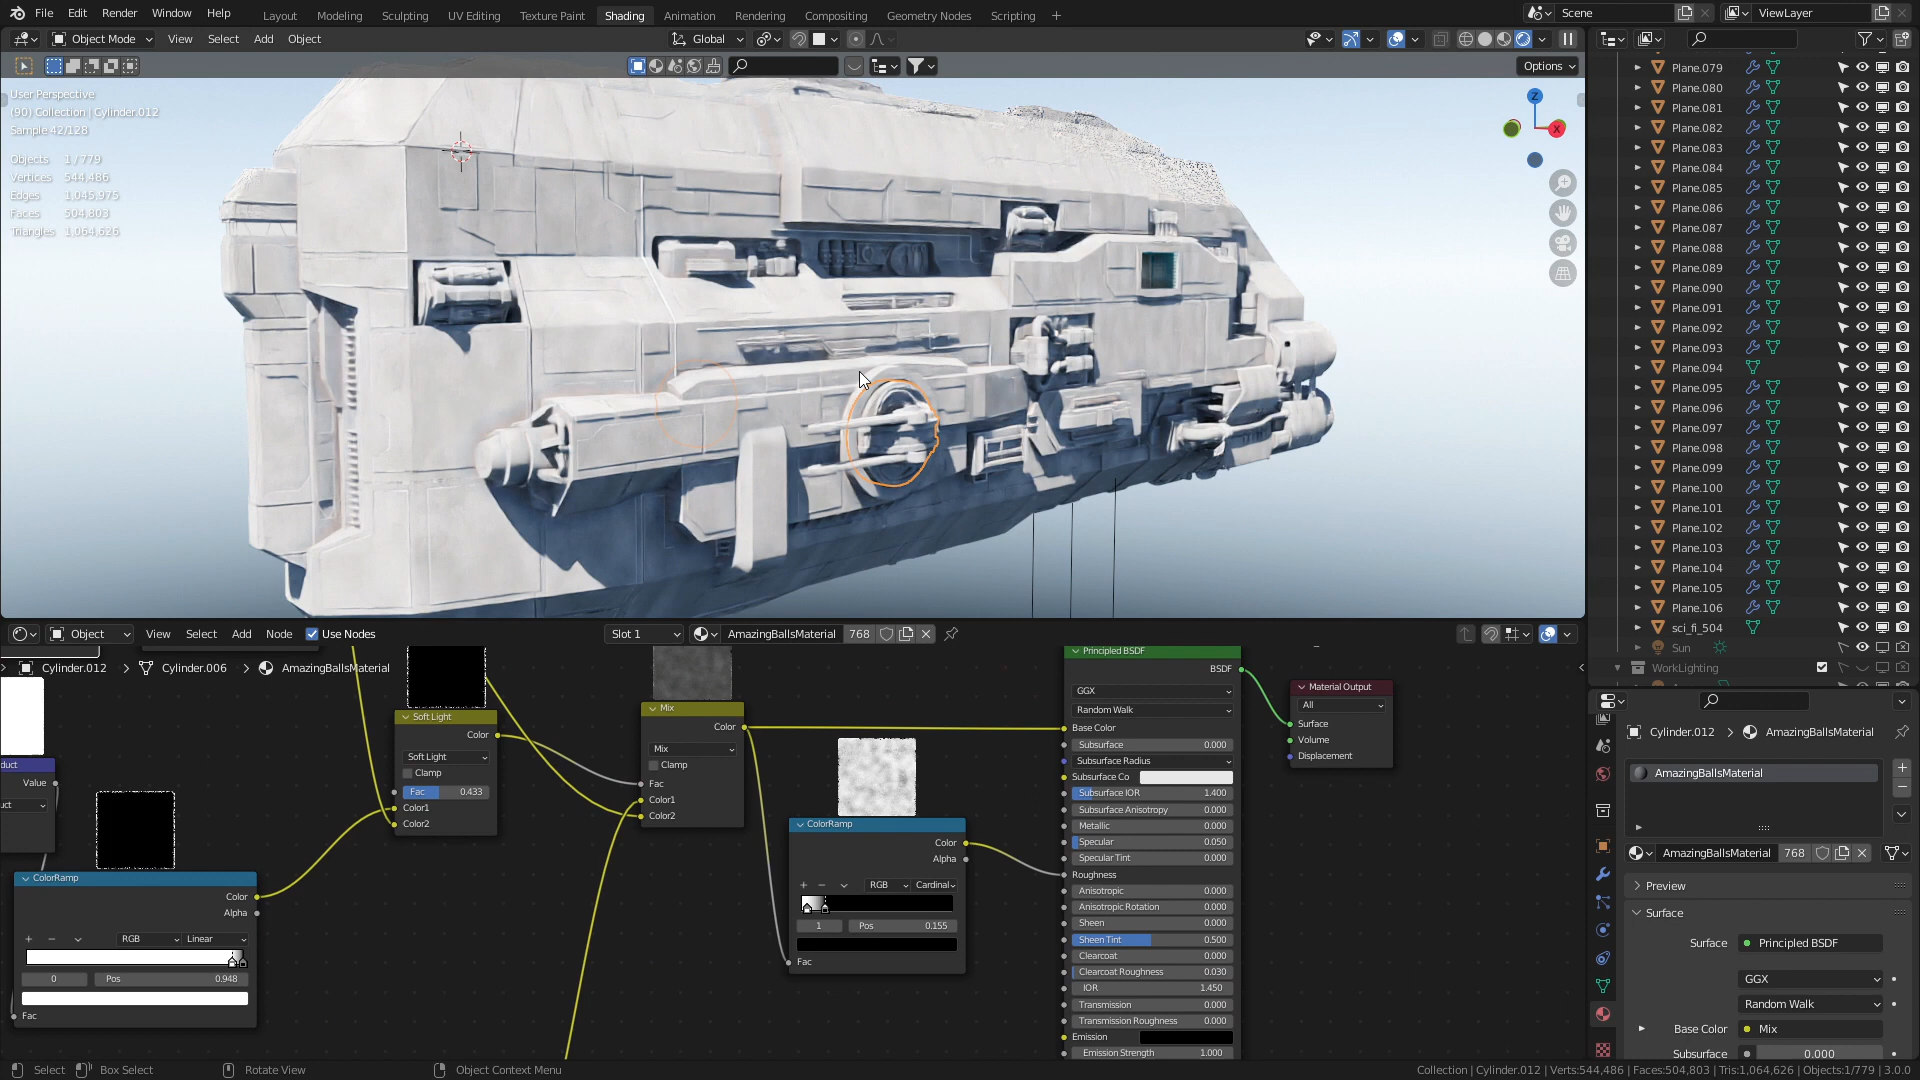 File Edit Render Window Help Layout Modeling Sculpting UV Editing Texture Paint Shading Animation Rendering Compositing Geometry Nodes Scripting + Scene ViewLayer
Object Mode View Select Add Object Global
Options
User Perspective
(90) Collection | Cylinder.012
Sample 42/128
Objects 1 / 779
Vertices 544,486
Edges 1,045,975
Faces 504,803
Triangles 1,064,626
Z
X
Plane.079
Plane.080
Plane.081
Plane.082
Plane.083
Plane.084
Plane.085
Plane.086
Plane.087
Plane.088
Plane.089
Plane.090
Plane.091
Plane.092
Plane.093
Plane.094
Plane.095
Plane.096
Plane.097
Plane.098
Plane.099
Plane.100
Plane.101
Plane.102
Plane.103
Plane.104
Plane.105
Plane.106
sci_fi_504
Sun
WorkLighting
Object View Select Add Node Use Nodes Slot 1 AmazingBallsMaterial 768
Cylinder.012 > Cylinder.006 > AmazingBallsMaterial
Value
ColorRamp
Color
Alpha
RGB Linear
0 Pos 0.948
Fac
Soft Light
Color
Soft Light
Clamp
Fac 0.433
Color1
Color2
Mix
Color
Mix
Clamp
Fac
Color1
Color2
ColorRamp
Color
Alpha
RGB Cardinal
1 Pos 0.155
Fac
Principled BSDF
BSDF
GGX
Random Walk
Base Color
Subsurface 0.000
Subsurface Radius
Subsurface Co
Subsurface IOR 1.400
Subsurface Anisotropy 0.000
Metallic 0.000
Specular 0.050
Specular Tint 0.000
Roughness
Anisotropic 0.000
Anisotropic Rotation 0.000
Sheen 0.000
Sheen Tint 0.500
Clearcoat 0.000
Clearcoat Roughness 0.030
IOR 1.450
Transmission 0.000
Transmission Roughness 0.000
Emission
Emission Strength 1.000
Material Output
All
Surface
Volume
Displacement
Cylinder.012 > AmazingBallsMaterial
AmazingBallsMaterial
AmazingBallsMaterial 768
Preview
Surface
Surface Principled BSDF
GGX
Random Walk
Base Color Mix
Subsurface 0.000
Select Box Select Rotate View Object Context Menu Collection | Cylinder.012 | Verts:544,486 | Faces:504,803 | Tris:1,064,626 | Objects:1/779 | 3.0.0